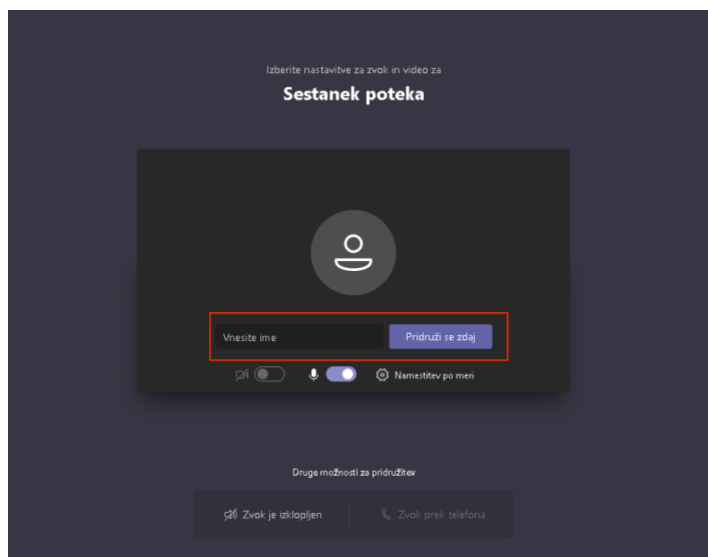 Izberite nastavitve za zvok in video za
Sestanek poteka
Vnesite ime
Pridruži se zdaj
Namestitev po meri
Druge možnosti za pridružitev
Zvok je izklopljen
Zvok prek telefona